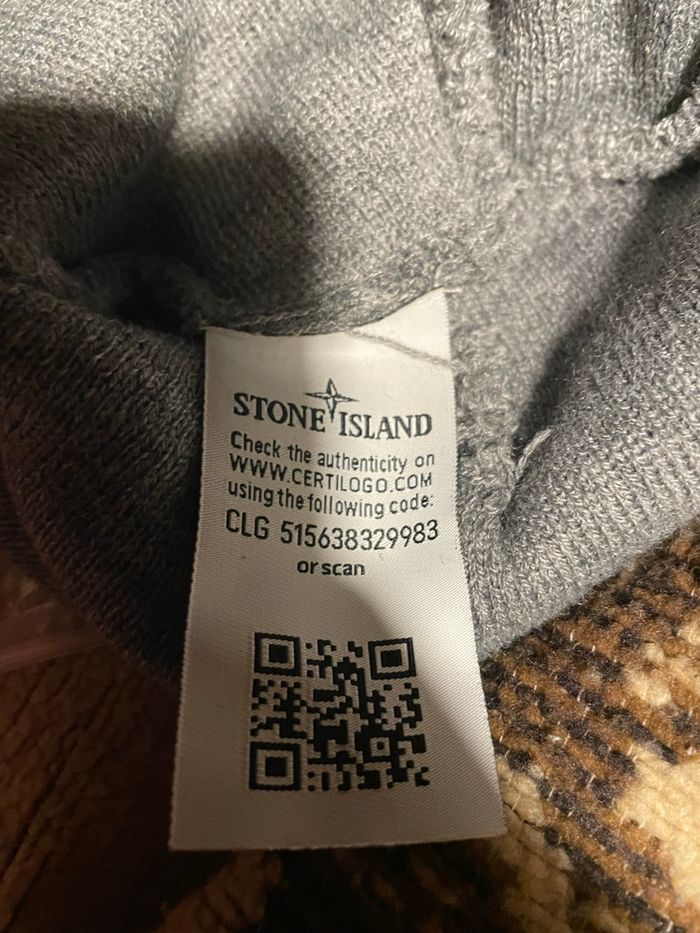 STONE ISLAND
Check the authenticity on
WWW.CERTILOGO.COM
using the following code:
CLG 515638329983
or scan